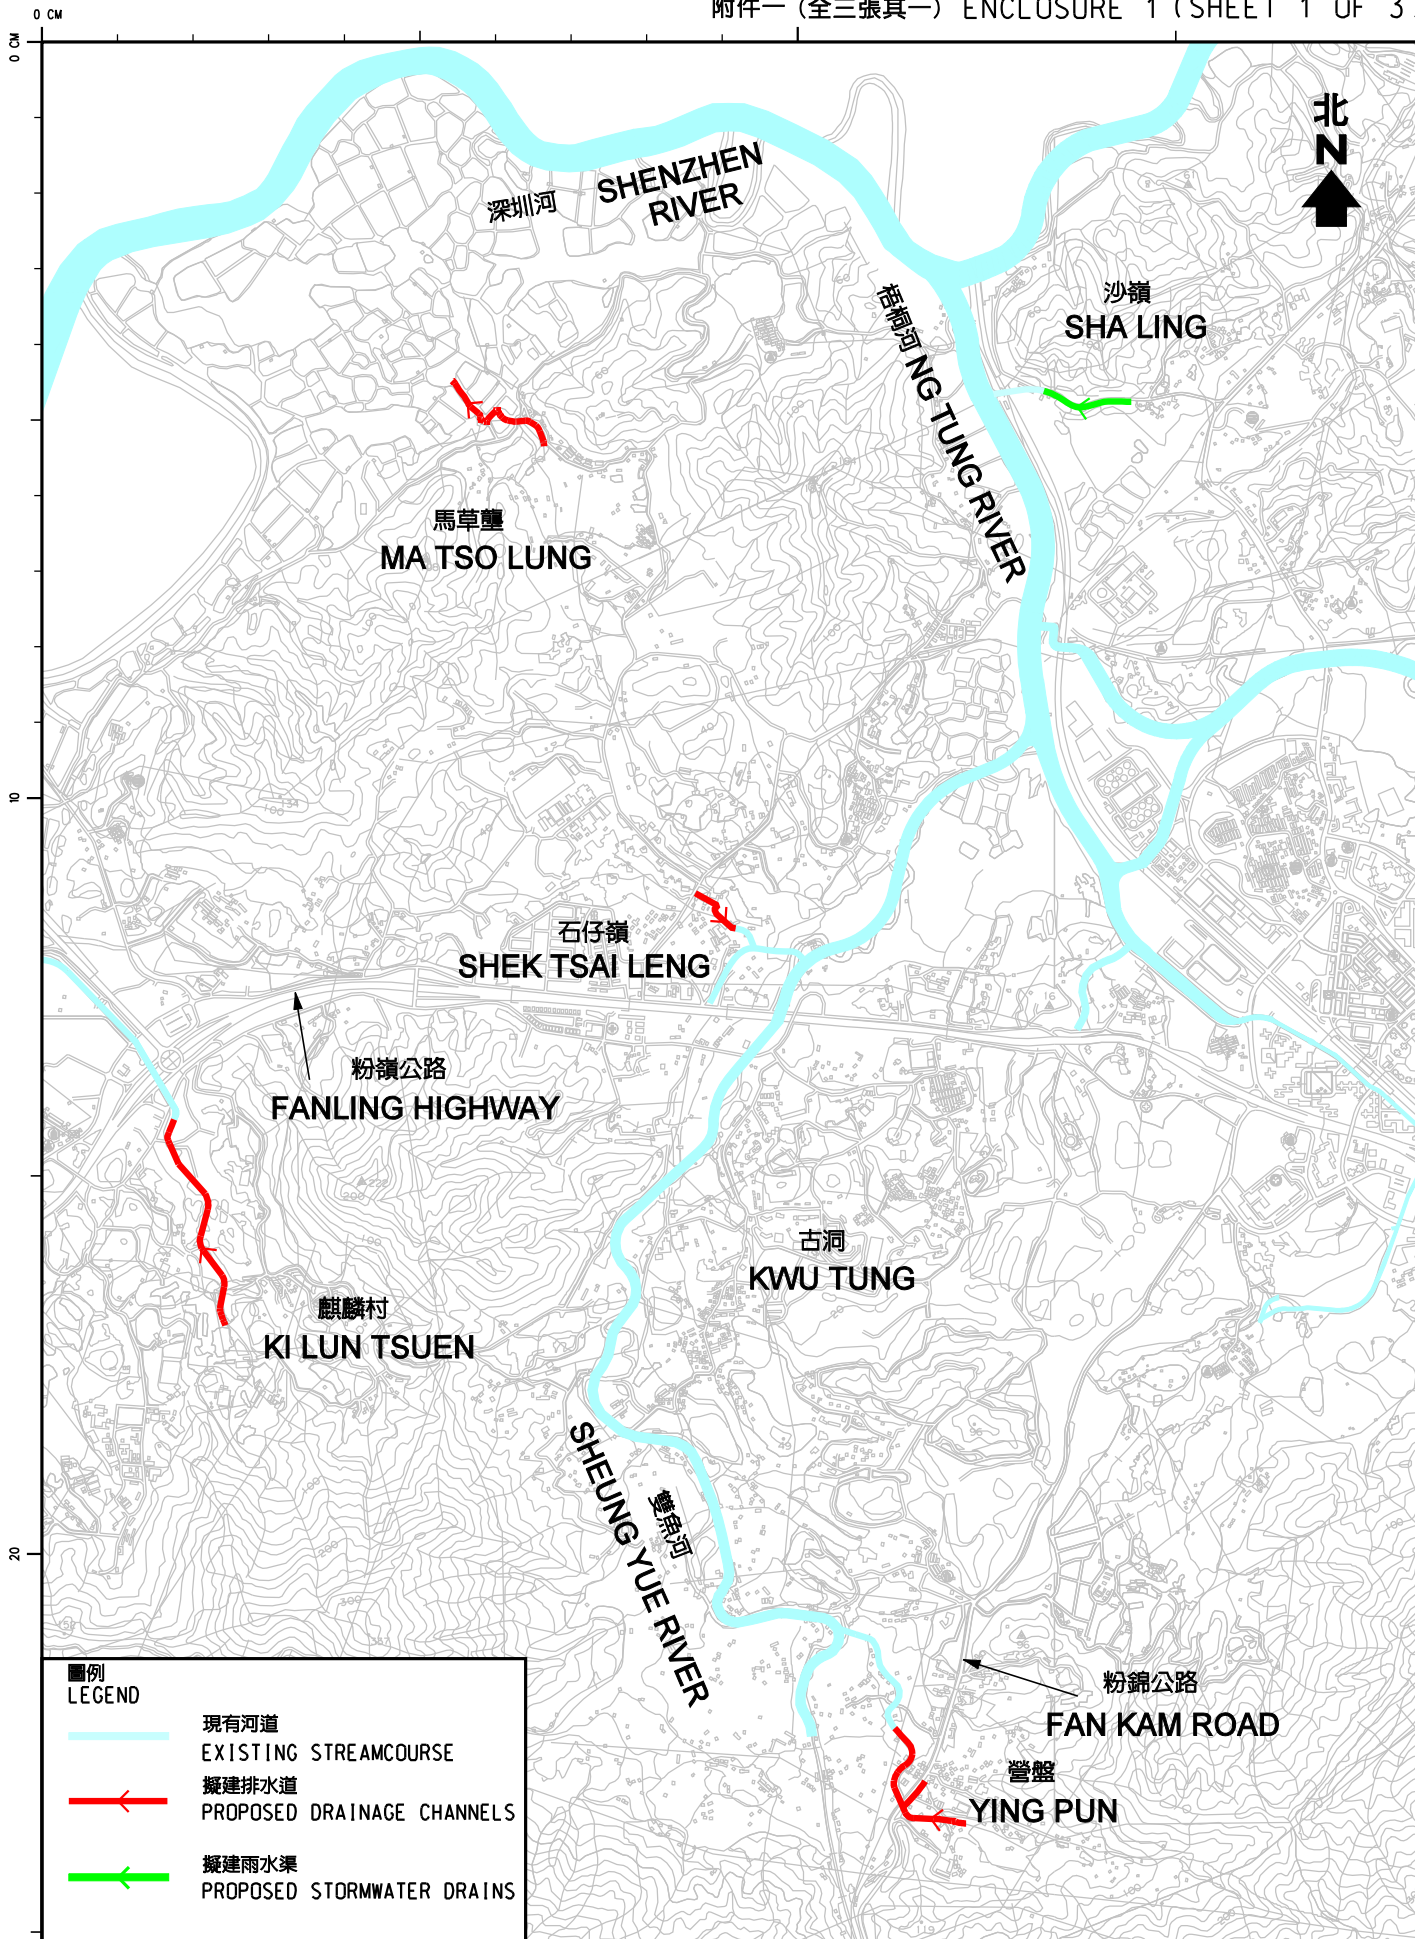 附件一 (全三張其一) ENCLOSURE 1 (SHEET 1 OF 3
0 CM
0 CM
北
N
深圳河
SHENZHEN
RIVER
沙嶺
SHA LING
梧桐河 NG TUNG RIVER
馬草壟
MA TSO LUNG
10
石仔嶺
SHEK TSAI LENG
粉嶺公路
FANLING HIGHWAY
古洞
KWU TUNG
麒麟村
KI LUN TSUEN
SHEUNG YUE RIVER
雙魚河
20
粉錦公路
FAN KAM ROAD
營盤
YING PUN
圖例
LEGEND
現有河道
EXISTING STREAMCOURSE
擬建排水道
PROPOSED DRAINAGE CHANNELS
擬建雨水渠
PROPOSED STORMWATER DRAINS